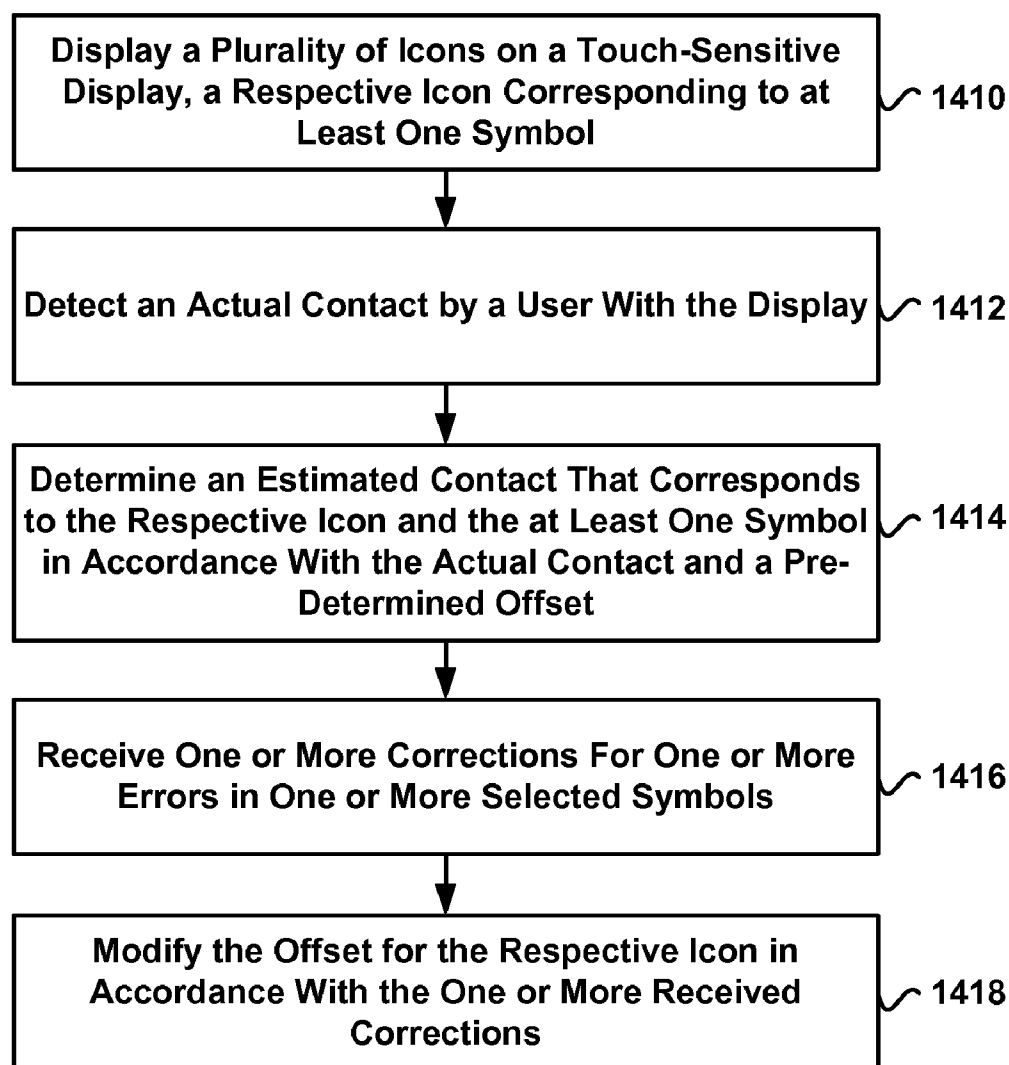 Display a Plurality of Icons on a Touch-Sensitive
Display, a Respective Icon Corresponding to at
Least One Symbol
1410
Detect an Actual Contact by a User With the Display
1412
Determine an Estimated Contact That Corresponds
to the Respective Icon and the at Least One Symbol
in Accordance With the Actual Contact and a Pre-
Determined Offset
1414
Receive One or More Corrections For One or More
Errors in One or More Selected Symbols
1416
Modify the Offset for the Respective Icon in
Accordance With the One or More Received
Corrections
1418